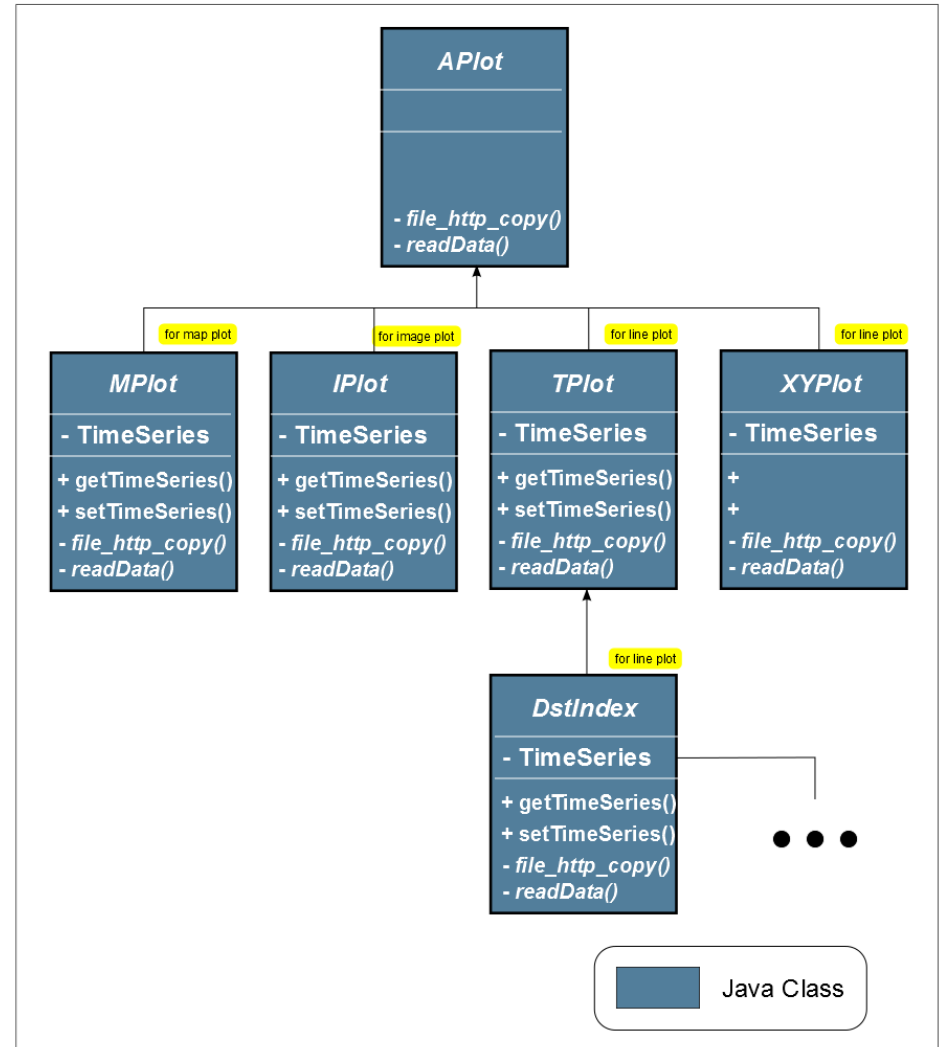 APlot
- file_http_copy()
- readData()
for map plot
MPlot
- TimeSeries
+ getTimeSeries()
+ setTimeSeries()
- file_http_copy()
- readData()
for image plot
IPlot
- TimeSeries
+ getTimeSeries()
+ setTimeSeries()
- file_http_copy()
- readData()
for line plot
TPlot
- TimeSeries
+ getTimeSeries()
+ setTimeSeries()
- file_http_copy()
- readData()
for line plot
XYPlot
- TimeSeries
+
+
- file_http_copy()
- readData()
for line plot
DstIndex
- TimeSeries
+ getTimeSeries()
+ setTimeSeries()
- file_http_copy()
- readData()
Java Class